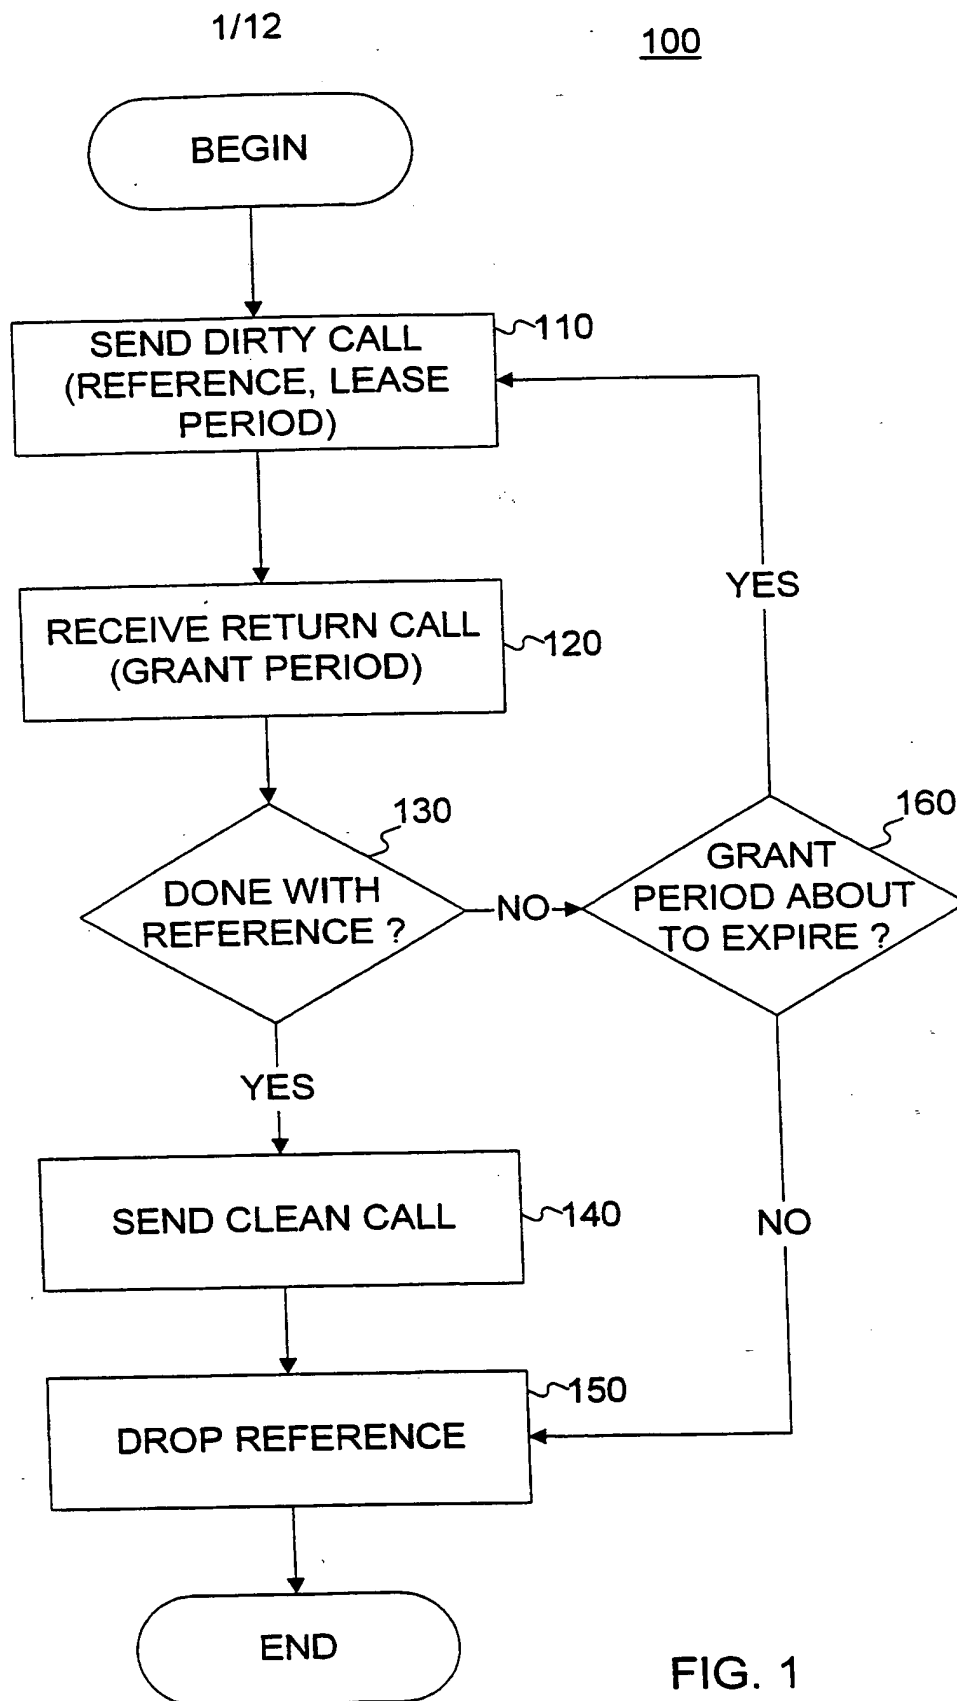 1/12
100
BEGIN
SEND DIRTY CALL
(REFERENCE, LEASE
PERIOD)
110
YES
RECEIVE RETURN CALL
(GRANT PERIOD)
120
130
DONE WITH
REFERENCE ?
NO
160
GRANT
PERIOD ABOUT
TO EXPIRE ?
YES
SEND CLEAN CALL
140
NO
DROP REFERENCE
150
END
FIG. 1